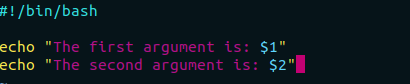 #!/bin/bash
echo "The first argument is: $1"
echo "The second argument is: $2"